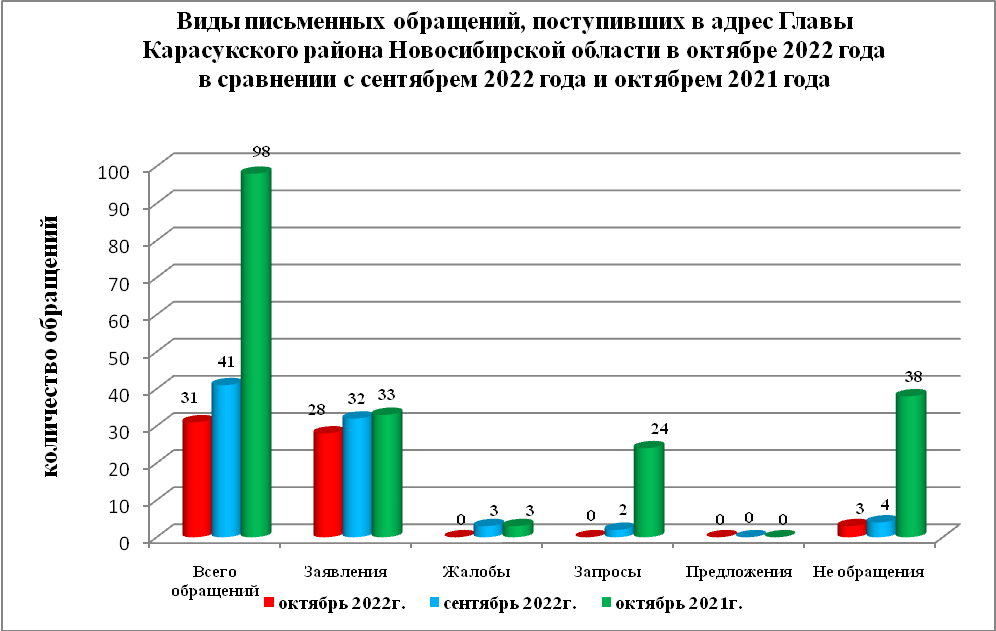 Виды письменных обращений, поступивших в адрес Главы
Карасукского района Новосибирской области в октябре 2022 года
в сравнении с сентябрем 2022 года и октябрем 2021 года
количество обращений
100
90
80
70
60
50
40
30
20
10
0
31 41 98
28 32 33
0 3 3
0 2 24
0 0 0
3 4 38
Всего обращений
Заявления
Жалобы
Запросы
Предложения
Не обращения
октябрь 2022г. сентябрь 2022г. октябрь 2021г.